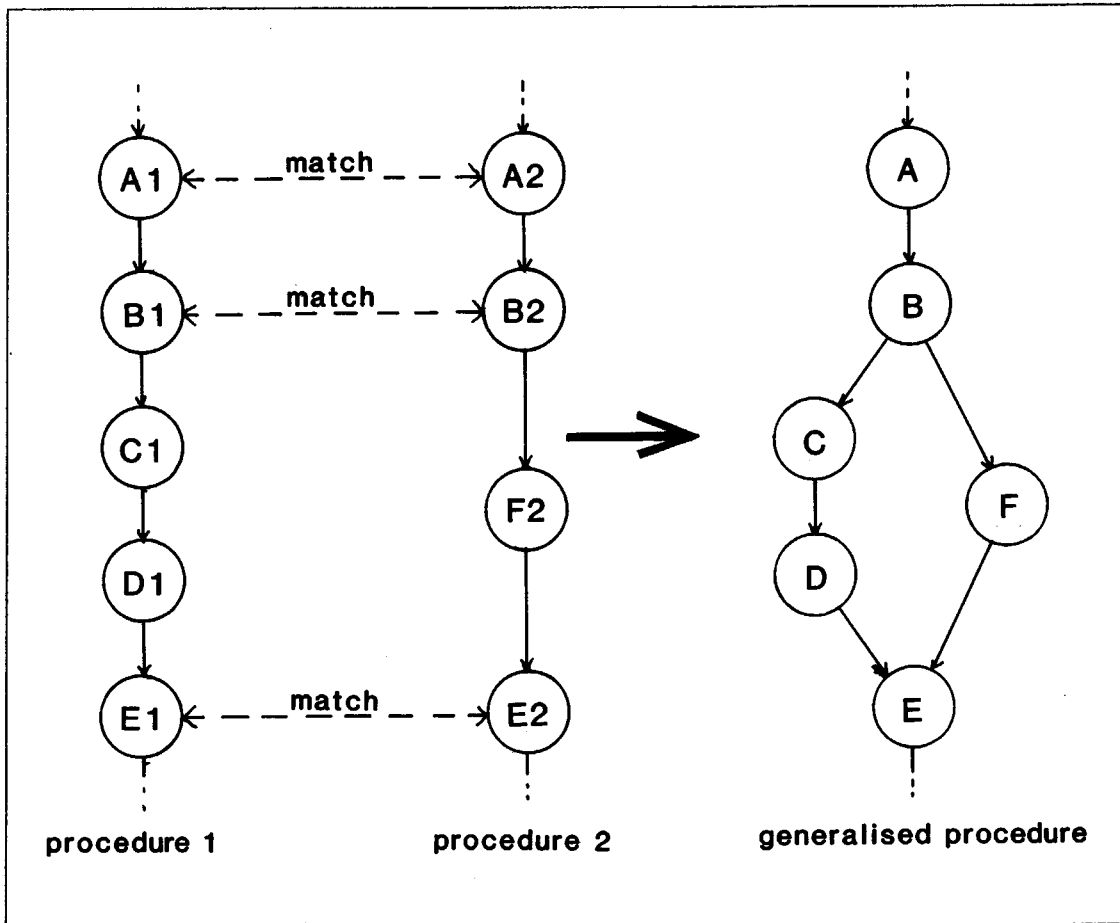 A1
match
A2
A
B1
match
B2
B
C1
C
F2
F
D1
D
E1
match
E2
E
procedure 1
procedure 2
generalised procedure